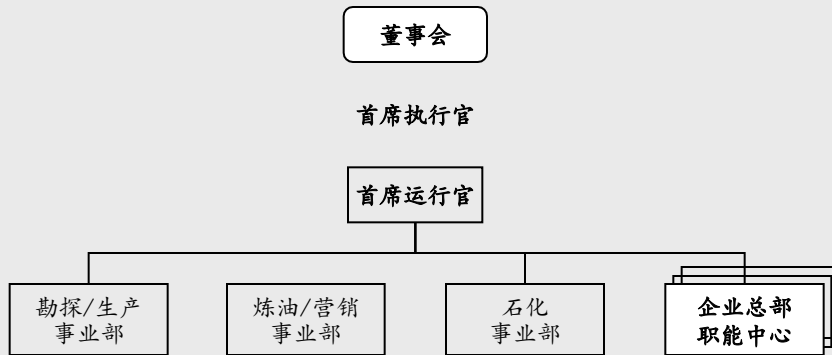 董事会
首席执行官
首席运行官
勘探/生产
事业部
炼油/营销
事业部
石化
事业部
企业总部
职能中心